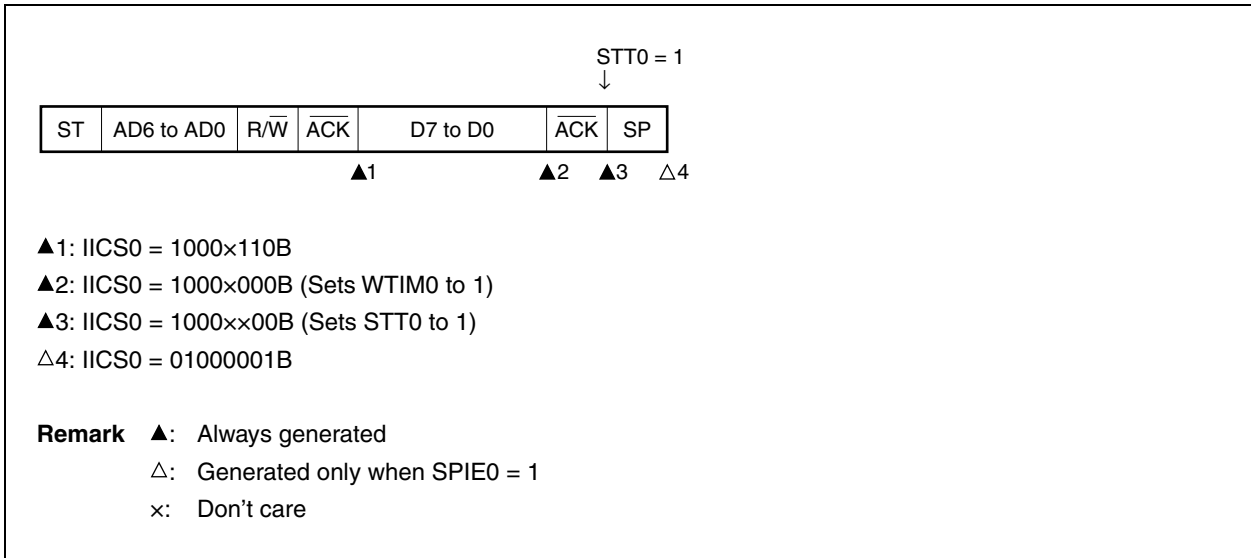 STT0 = 1
↓
ST AD6 to AD0 R/W̅ A̅C̅K̅ D7 to D0 A̅C̅K̅ SP
▲1 ▲2 ▲3 △4
▲1: IICS0 = 1000×110B
▲2: IICS0 = 1000×000B (Sets WTIM0 to 1)
▲3: IICS0 = 1000××00B (Sets STT0 to 1)
△4: IICS0 = 01000001B
Remark ▲: Always generated
△: Generated only when SPIE0 = 1
×: Don't care